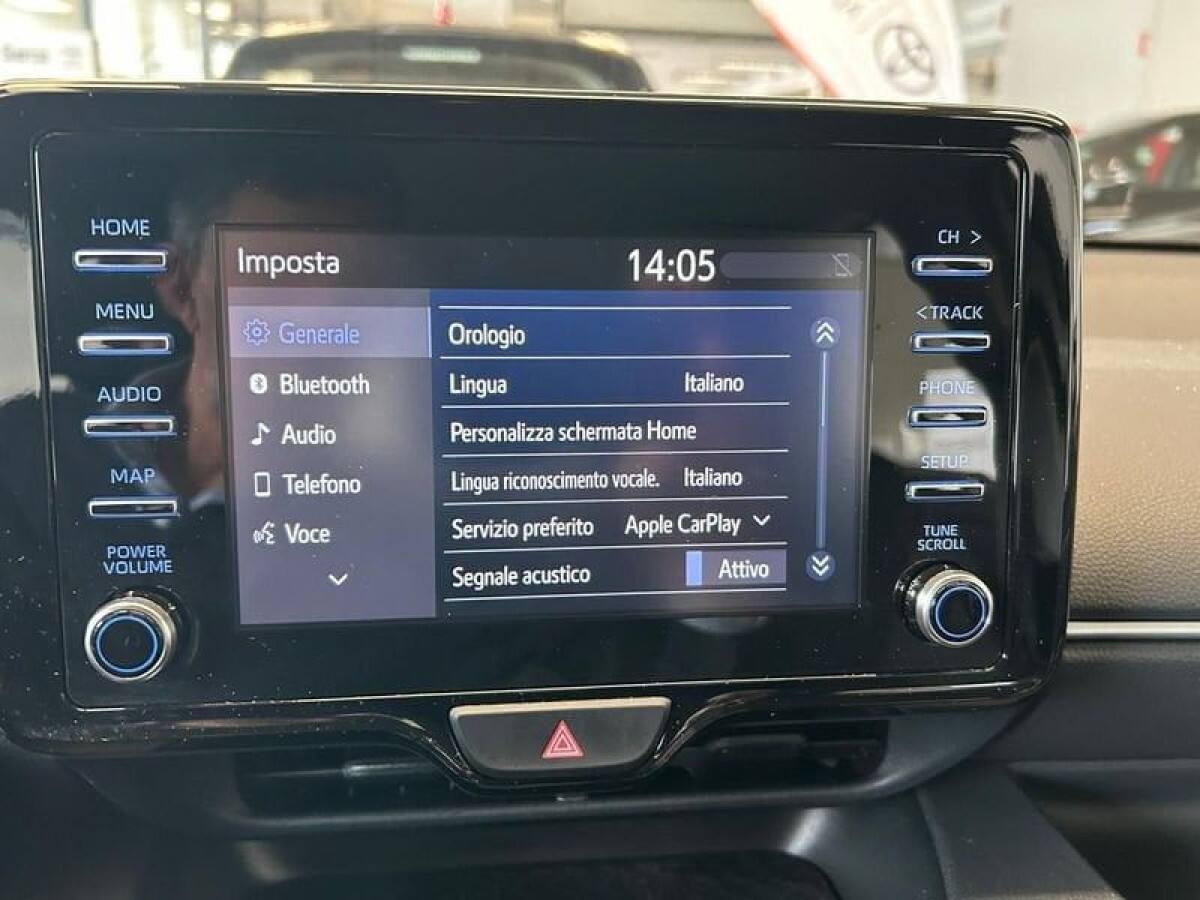 HOME
MENU
AUDIO
MAP
POWER
VOLUME
Imposta 14:05
Generale
Bluetooth
Audio
Telefono
Voce
Orologio
Lingua Italiano
Personalizza schermata Home
Lingua riconoscimento vocale. Italiano
Servizio preferito Apple CarPlay
Segnale acustico Attivo
CH >
<TRACK
PHONE
SETUP
TUNE
SCROLL